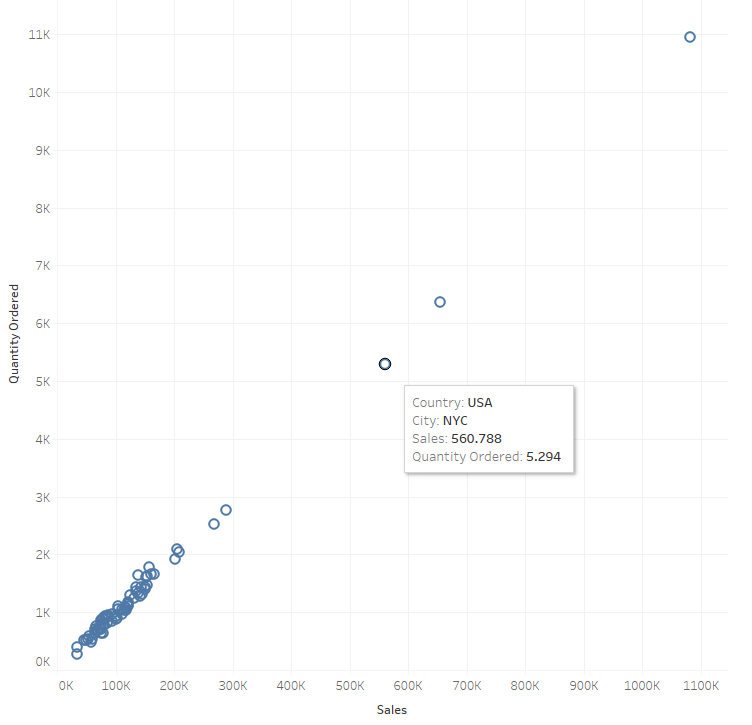 11K
10K
9K
8K
7K
6K
5K
4K
3K
2K
1K
0K
Quantity Ordered
Country: USA
City: NYC
Sales: 560.788
Quantity Ordered: 5.294
0K 100K 200K 300K 400K 500K 600K 700K 800K 900K 1000K 1100K
Sales